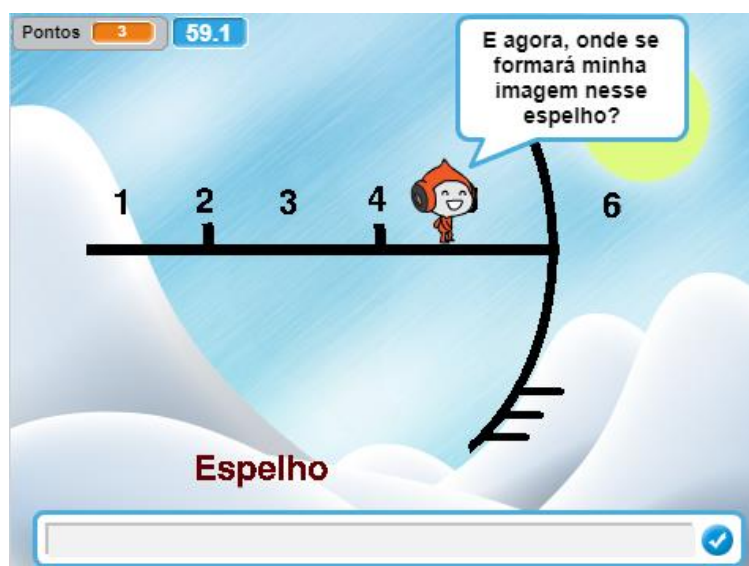 Pontos 3 59.1
E agora, onde se
formará minha
imagem nesse
espelho?
1 2 3 4 6
Espelho